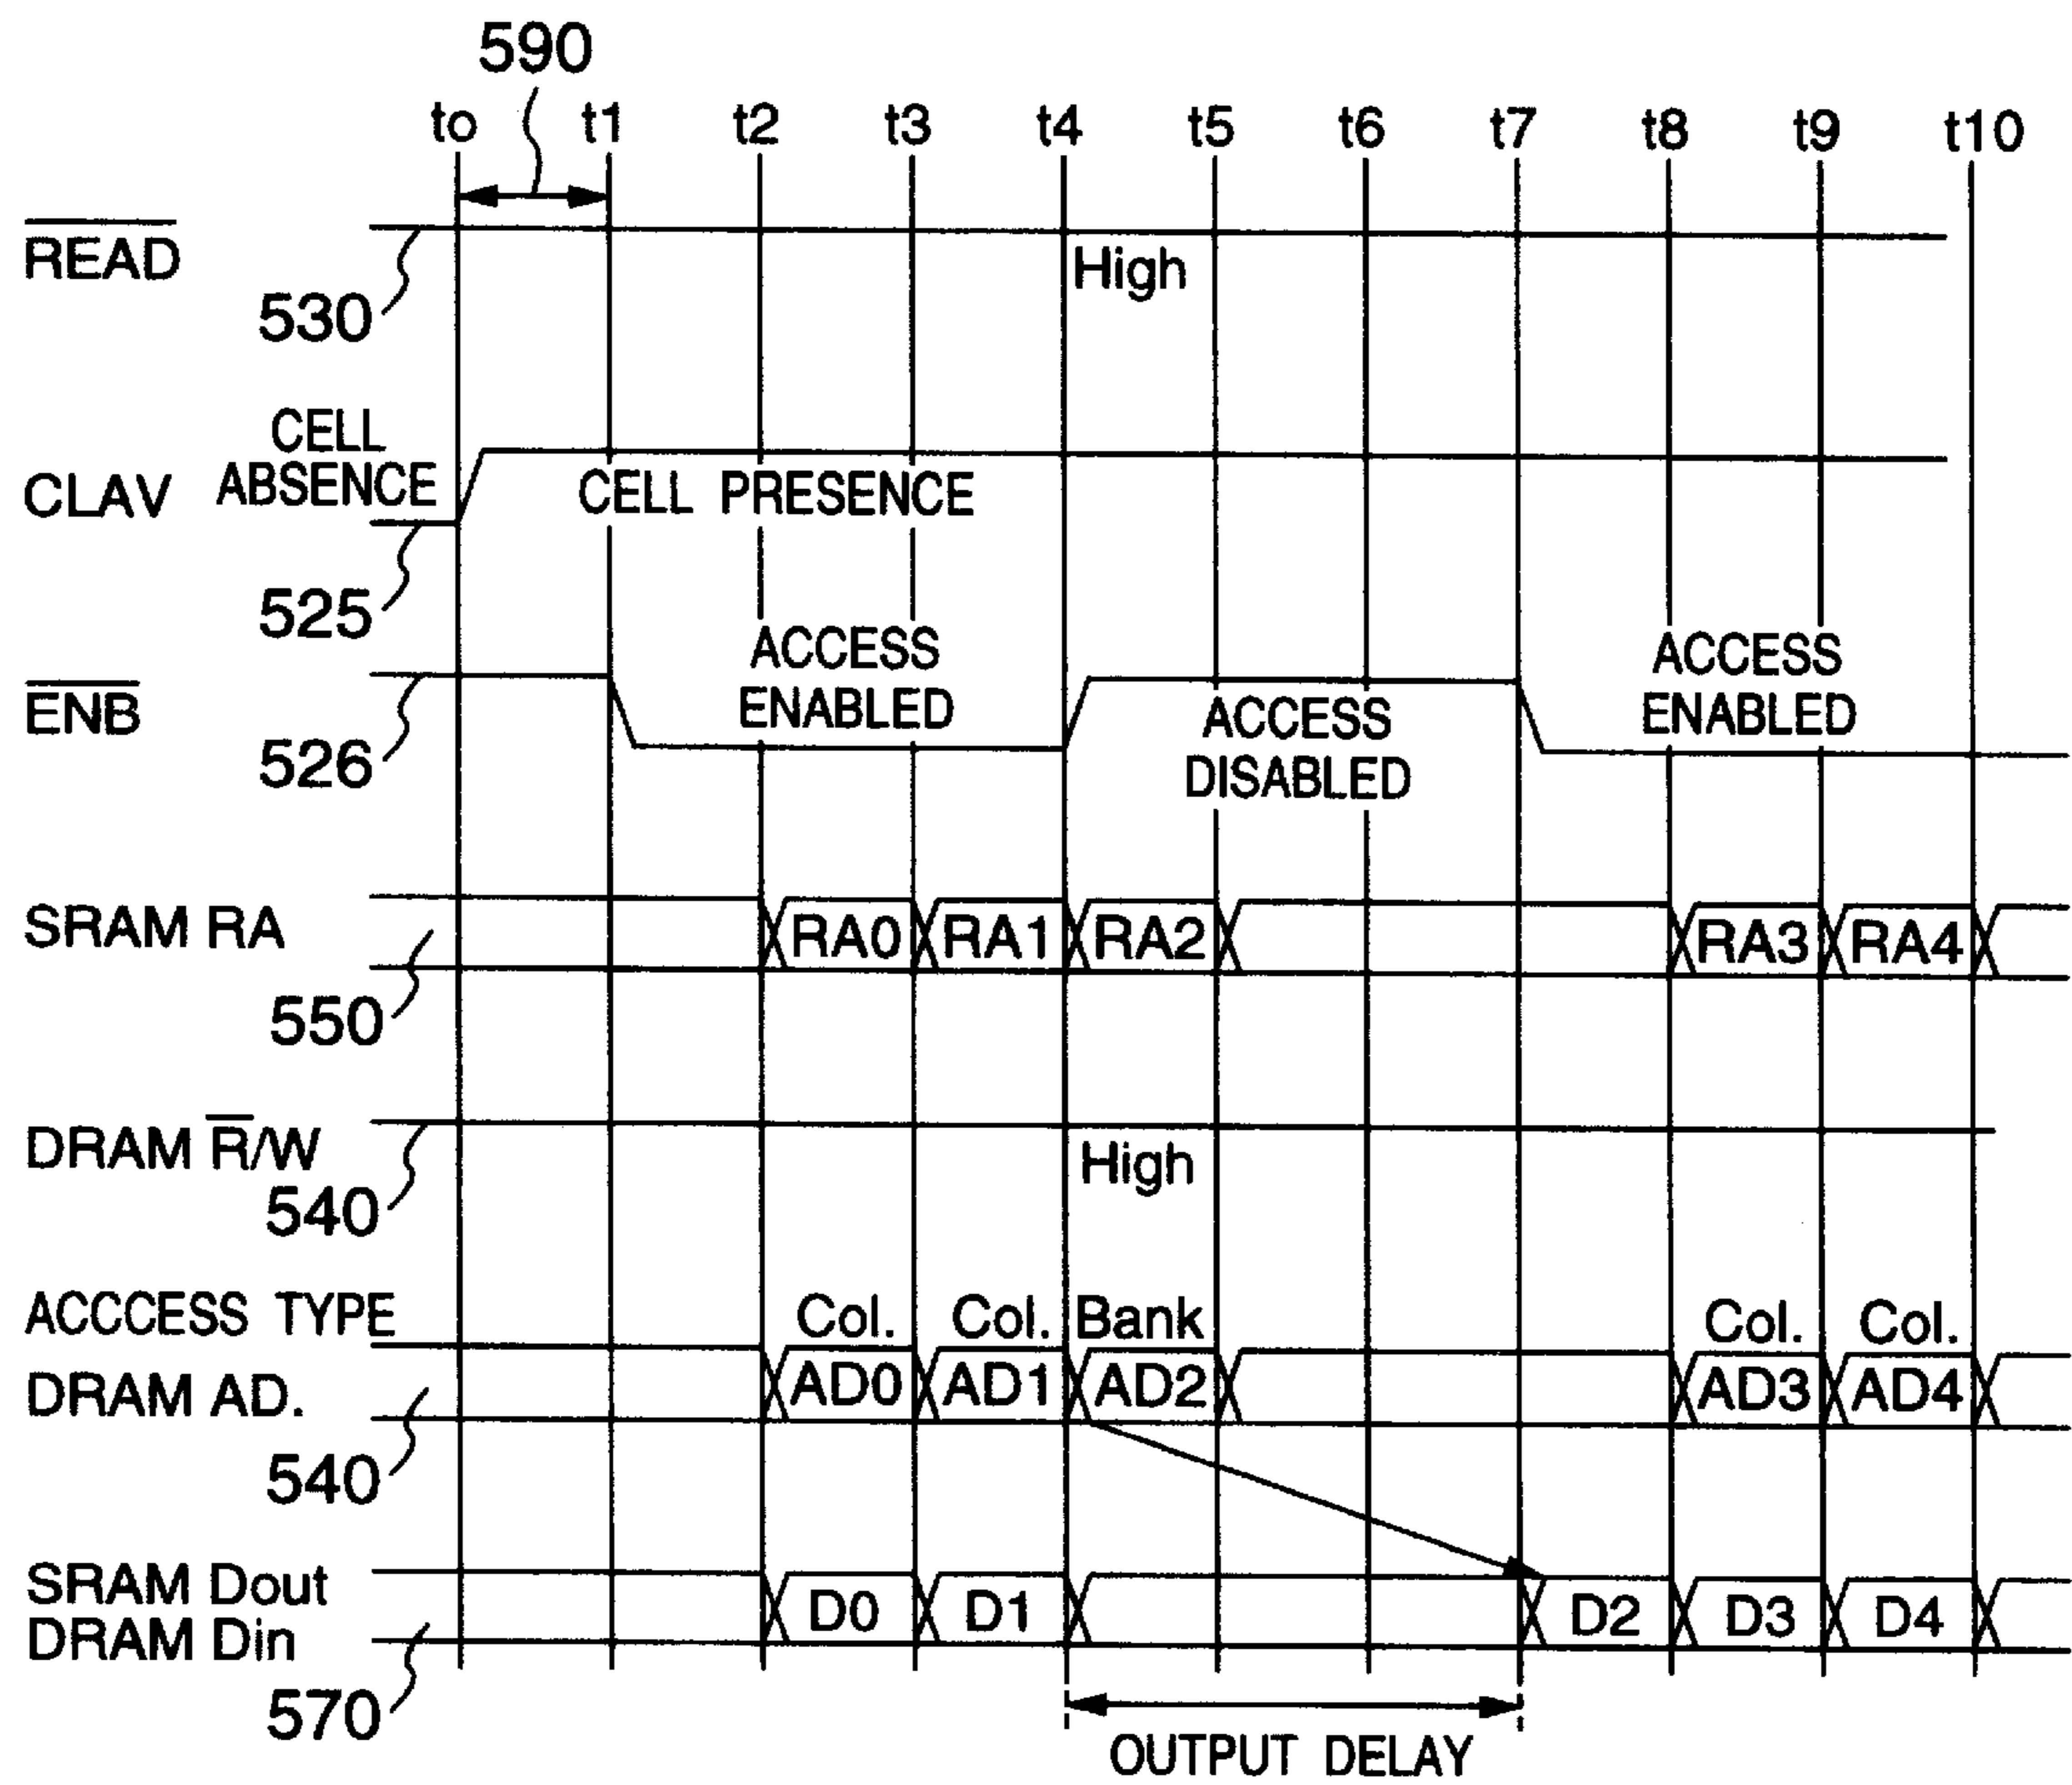 590
to t1 t2 t3 t4 t5 t6 t7 t8 t9 t10
READ
High
530
CELL
ABSENCE
CLAV
CELL PRESENCE
525
ACCESS
ENABLED
ACCESS
ENABLED
ENB
ACCESS
DISABLED
526
SRAM RA
RA0 RA1 RA2 RA3 RA4
550
DRAM R/W
High
540
ACCCESS TYPE
Col. Col. Bank Col. Col.
DRAM AD.
AD0 AD1 AD2 AD3 AD4
540
SRAM Dout
DRAM Din
D0 D1 D2 D3 D4
570
OUTPUT DELAY